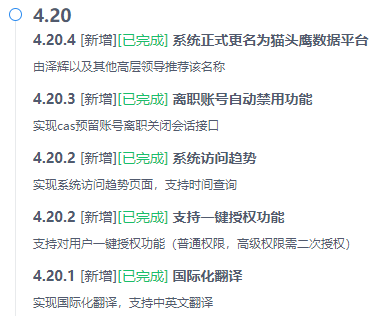 4.20
4.20.4 [新增][已完成] 系统正式更名为猫头鹰数据平台
由泽辉以及其他高层领导推荐该名称
4.20.3 [新增][已完成] 离职账号自动禁用功能
实现cas预留账号离职关闭会话接口
4.20.2 [新增][已完成] 系统访问趋势
实现系统访问趋势页面，支持时间查询
4.20.2 [新增][已完成] 支持一键授权功能
支持对用户一键授权功能（普通权限，高级权限需二次授权）
4.20.1 [新增][已完成] 国际化翻译
实现国际化翻译，支持中英文翻译